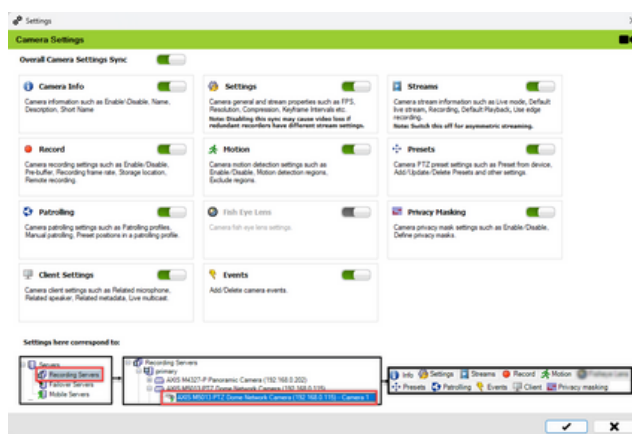 Settings
Camera Settings
Overall Camera Settings Sync
Camera Info
Camera information such as Enable\Disable, Name,
Description, Short Name
Settings
Camera general and stream properties such as FPS,
Resolution, Compression, Keyframe Intervals etc.
Note: Disabling this sync may cause video loss if
redundant recorders have different stream settings.
Streams
Camera stream information such as Live mode, Default
live stream, Recording, Default Playback, Use edge
recording.
Note: Switch this off for asymmetric streaming.
Record
Camera recording settings such as Enable/Disable,
Pre-buffer, Recording frame rate, Storage location,
Remote recording.
Motion
Camera motion detection settings such as
Enable/Disable, Motion detection regions,
Exclude regions.
Presets
Camera PTZ preset settings such as Preset from device,
Add/Update/Delete Presets and other settings.
Patrolling
Camera patrolling settings such as Patrolling profiles,
Manual patrolling, Preset positions in a patrolling profile.
Fish Eye Lens
Camera fish eye lens settings.
Privacy Masking
Camera privacy mask settings such as Enable/Disable,
Define privacy masks.
Client Settings
Camera client settings such as Related microphone,
Related speaker, Related metadata, Live multicast.
Events
Add/Delete camera events.
Settings here correspond to:
Servers
Recording Servers
Failover Servers
Mobile Servers
Recording Servers
primary
AXIS M4327-P Panoramic Camera (192.168.0.202)
AXIS M5013 PTZ Dome Network Camera (192.168.0.115)
AXIS M5013 PTZ Dome Network Camera (192.168.0.115) - Camera 1
Info Settings Streams Record Motion Fisheye Lens
Presets Patrolling Events Client Privacy masking